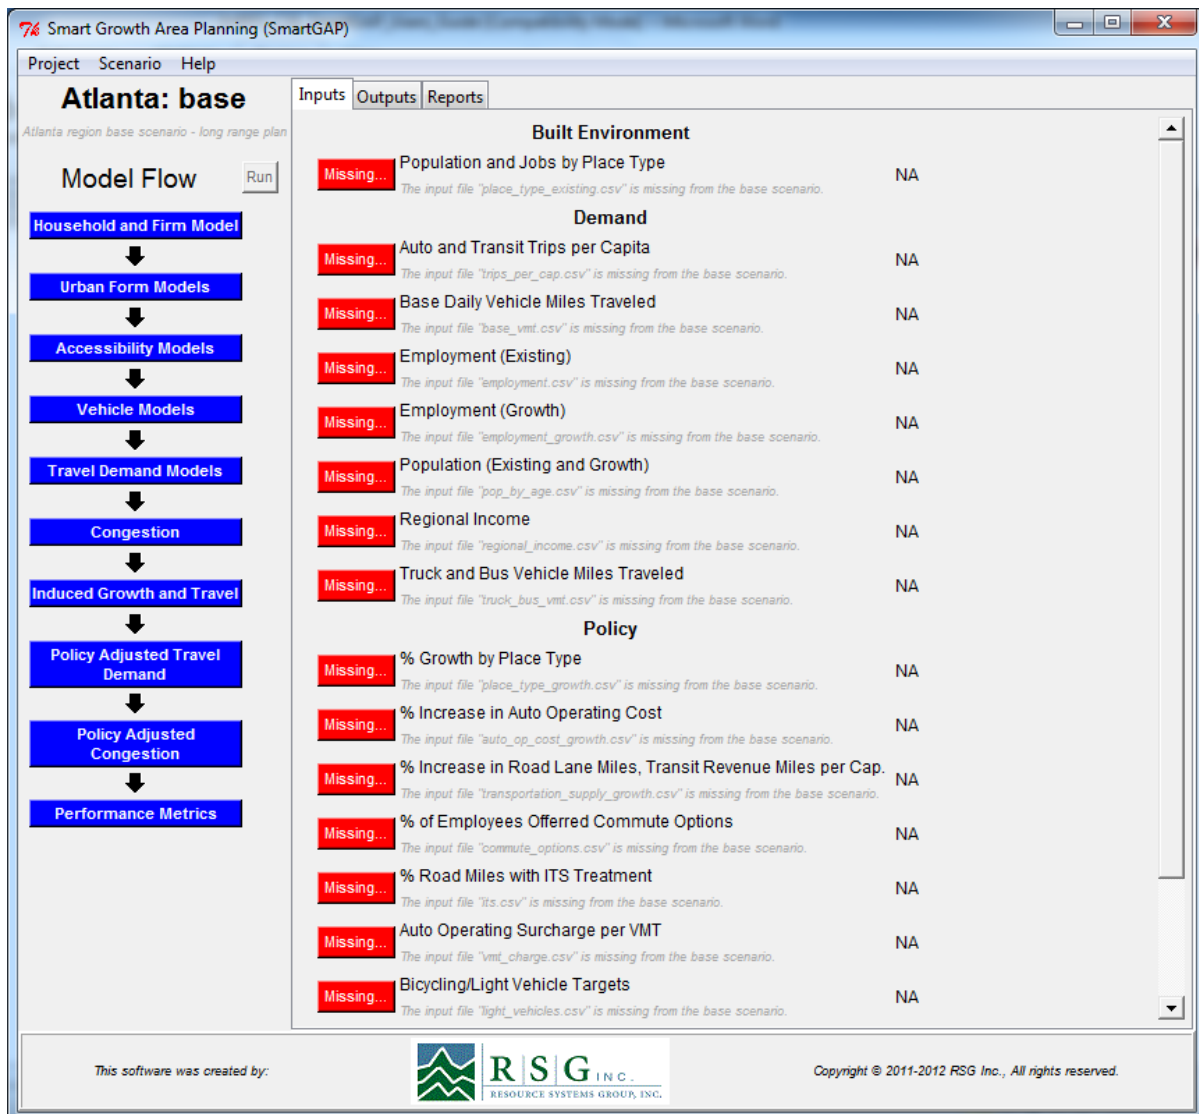 Smart Growth Area Planning (SmartGAP)
Project Scenario Help
Atlanta: base
Atlanta region base scenario - long range plan
Model Flow
Run
Household and Firm Model
Urban Form Models
Accessibility Models
Vehicle Models
Travel Demand Models
Congestion
Induced Growth and Travel
Policy Adjusted Travel
Demand
Policy Adjusted
Congestion
Performance Metrics
Inputs Outputs Reports
Built Environment
Missing... Population and Jobs by Place Type NA
The input file "place_type_existing.csv" is missing from the base scenario.
Demand
Missing... Auto and Transit Trips per Capita NA
The input file "trips_per_cap.csv" is missing from the base scenario.
Missing... Base Daily Vehicle Miles Traveled NA
The input file "base_vmt.csv" is missing from the base scenario.
Missing... Employment (Existing) NA
The input file "employment.csv" is missing from the base scenario.
Missing... Employment (Growth) NA
The input file "employment_growth.csv" is missing from the base scenario.
Missing... Population (Existing and Growth) NA
The input file "pop_by_age.csv" is missing from the base scenario.
Missing... Regional Income NA
The input file "regional_income.csv" is missing from the base scenario.
Missing... Truck and Bus Vehicle Miles Traveled NA
The input file "truck_bus_vmt.csv" is missing from the base scenario.
Policy
Missing... % Growth by Place Type NA
The input file "place_type_growth.csv" is missing from the base scenario.
Missing... % Increase in Auto Operating Cost NA
The input file "auto_op_cost_growth.csv" is missing from the base scenario.
Missing... % Increase in Road Lane Miles, Transit Revenue Miles per Cap. NA
The input file "transportation_supply_growth.csv" is missing from the base scenario.
Missing... % of Employees Offerred Commute Options NA
The input file "commute_options.csv" is missing from the base scenario.
Missing... % Road Miles with ITS Treatment NA
The input file "its.csv" is missing from the base scenario.
Missing... Auto Operating Surcharge per VMT NA
The input file "vmt_charge.csv" is missing from the base scenario.
Missing... Bicycling/Light Vehicle Targets NA
The input file "light_vehicles.csv" is missing from the base scenario.
This software was created by:
RSG INC.
RESOURCE SYSTEMS GROUP, INC.
Copyright © 2011-2012 RSG Inc., All rights reserved.